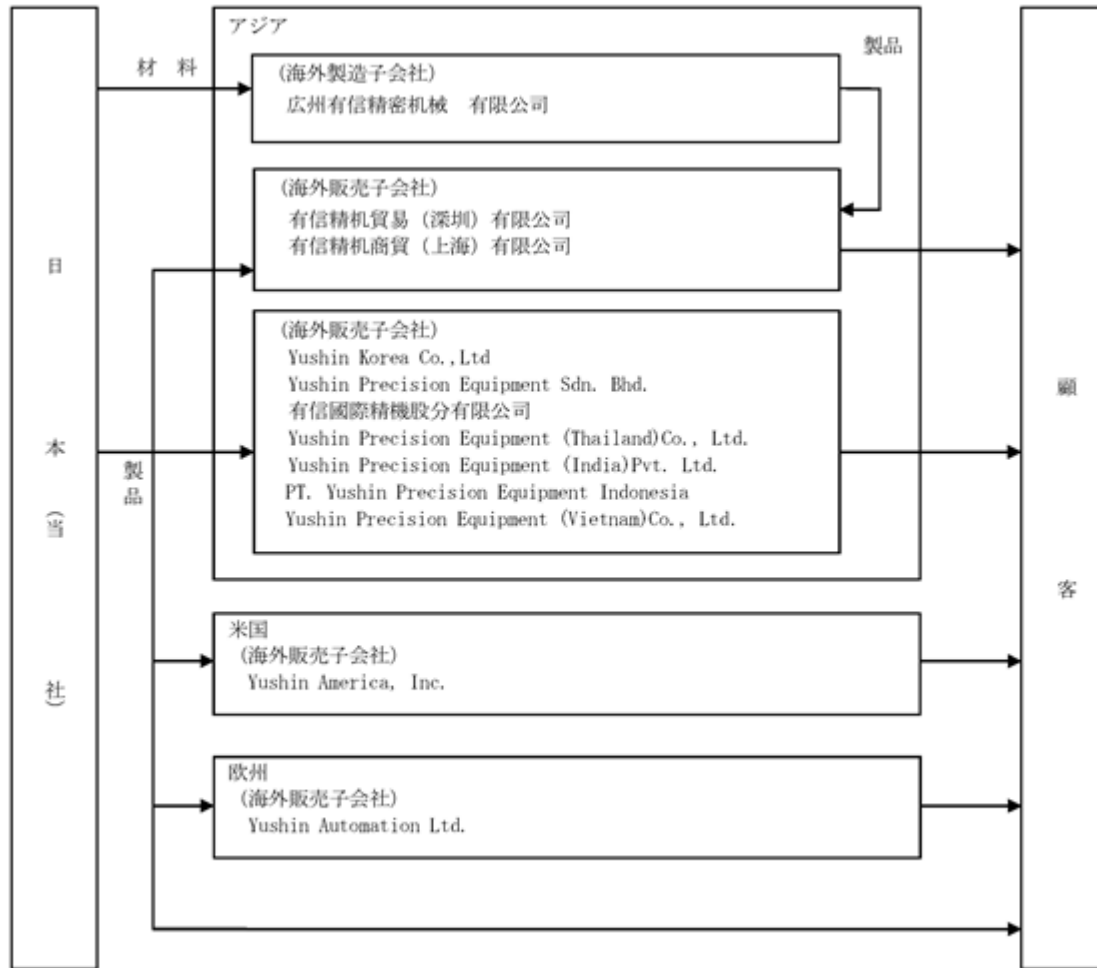 アジア
製品
材 料
(海外製造子会社)
広州有信精密机械 有限公司
(海外販売子会社)
有信精机貿易(深圳)有限公司
有信精机商貿(上海)有限公司
(海外販売子会社)
Yushin Korea Co.,Ltd
Yushin Precision Equipment Sdn. Bhd.
有信國際精機股分有限公司
Yushin Precision Equipment (Thailand)Co., Ltd.
Yushin Precision Equipment (India)Pvt. Ltd.
PT. Yushin Precision Equipment Indonesia
Yushin Precision Equipment (Vietnam)Co., Ltd.
日本(当社)
製品
顧客
米国
(海外販売子会社)
Yushin America, Inc.
欧州
(海外販売子会社)
Yushin Automation Ltd.